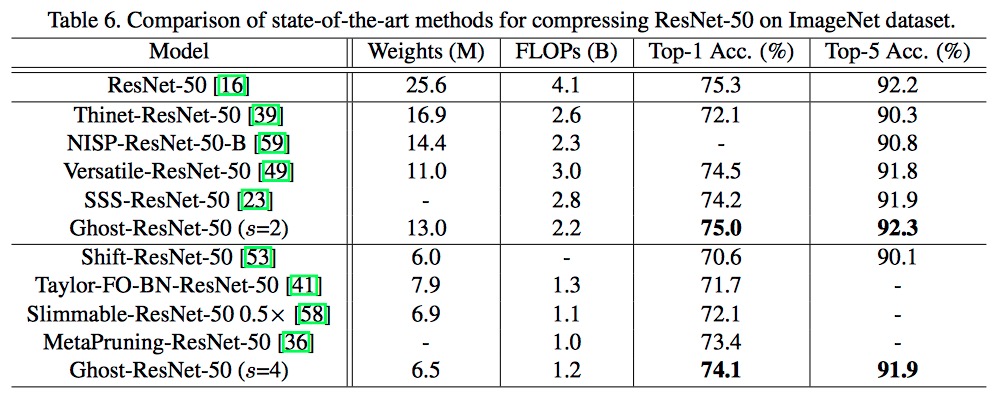 Table 6. Comparison of state-of-the-art methods for compressing ResNet-50 on ImageNet dataset.
Model Weights (M) FLOPs (B) Top-1 Acc. (%) Top-5 Acc. (%)
ResNet-50 [16] 25.6 4.1 75.3 92.2
Thinet-ResNet-50 [39] 16.9 2.6 72.1 90.3
NISP-ResNet-50-B [59] 14.4 2.3 - 90.8
Versatile-ResNet-50 [49] 11.0 3.0 74.5 91.8
SSS-ResNet-50 [23] - 2.8 74.2 91.9
Ghost-ResNet-50 (s=2) 13.0 2.2 75.0 92.3
Shift-ResNet-50 [53] 6.0 - 70.6 90.1
Taylor-FO-BN-ResNet-50 [41] 7.9 1.3 71.7 -
Slimmable-ResNet-50 0.5× [58] 6.9 1.1 72.1 -
MetaPruning-ResNet-50 [36] - 1.0 73.4 -
Ghost-ResNet-50 (s=4) 6.5 1.2 74.1 91.9